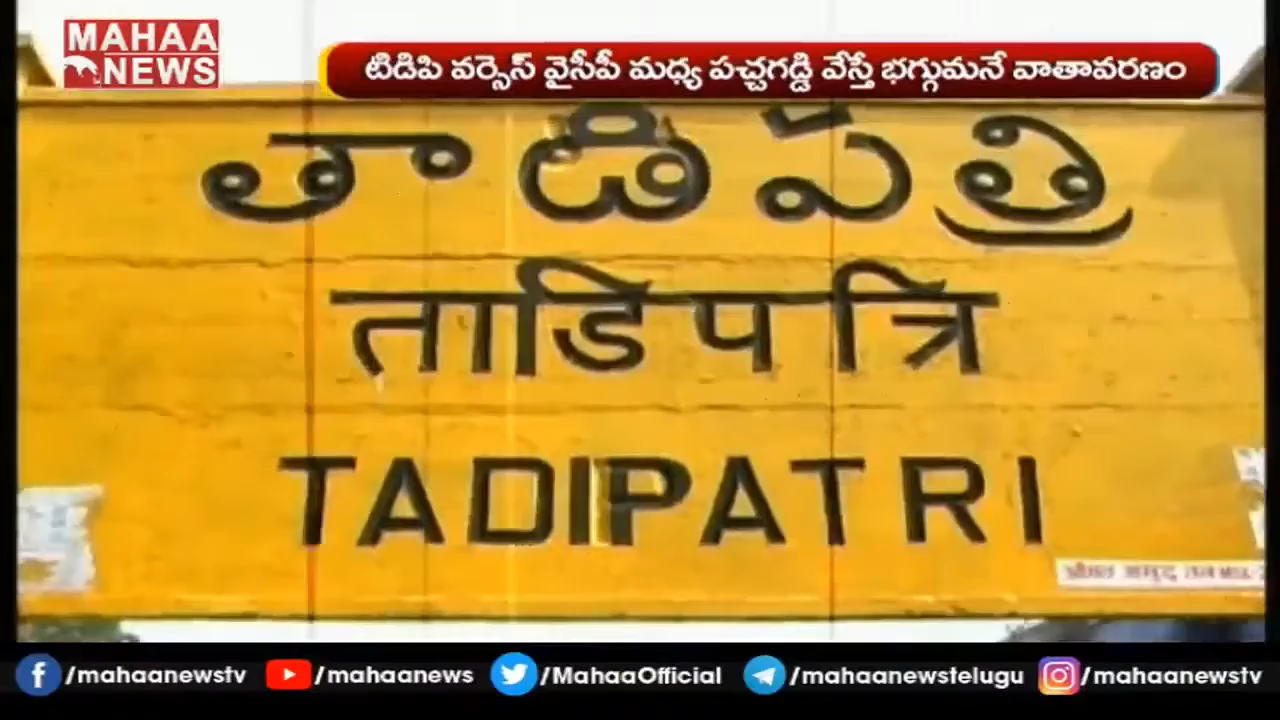 MAHAA
NEWS
టిడిపి వర్సెస్ వైసీపీ మధ్య పచ్చగడ్డి వేస్తే భగ్గుమనే వాతావరణం
తాడిపత్రి
ताडिपत्रि
TADIPATRI
/mahaanewstv /mahaanews /MahaaOfficial /mahaanewstelugu /mahaanewstv